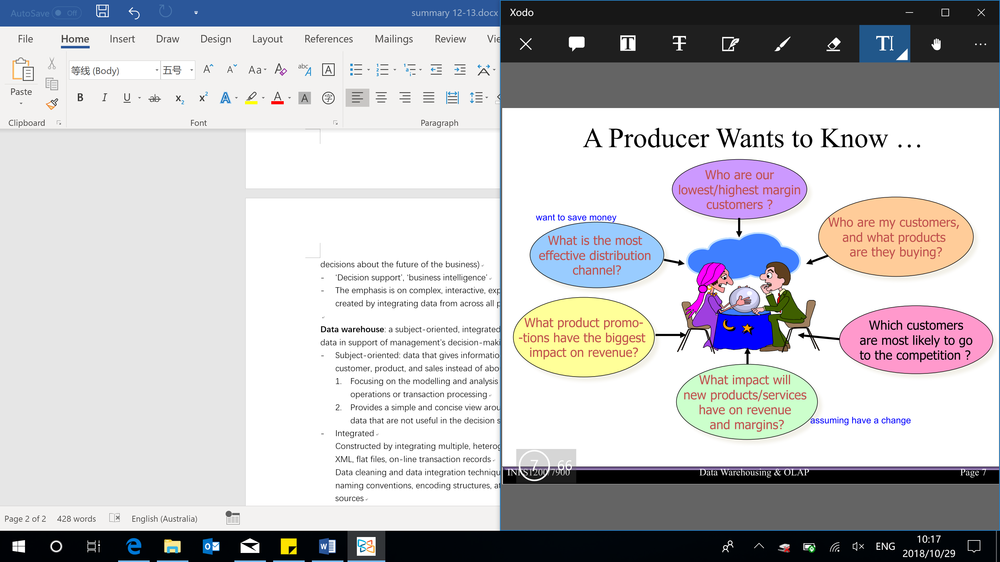 AutoSave Off
summary 12-13.docx
File Home Insert Draw Design Layout References Mailings Review Vie
Paste
等线 (Body) 五号
Clipboard Font Paragraph
decisions about the future of the business)
- ‘Decision support’, ‘business intelligence’
- The emphasis is on complex, interactive, exp
created by integrating data from across all p
Data warehouse: a subject-oriented, integrated
data in support of management’s decision-maki
- Subject-oriented: data that gives informatio
customer, product, and sales instead of abo
1. Focusing on the modelling and analysis
operations or transaction processing
2. Provides a simple and concise view arou
data that are not useful in the decision s
- Integrated
Constructed by integrating multiple, heterog
XML, flat files, on-line transaction records
Data cleaning and data integration techniqu
naming conventions, encoding structures, at
sources
Page 2 of 2 428 words English (Australia)
Xodo
A Producer Wants to Know …
Who are our
lowest/highest margin
customers ?
want to save money
What is the most
effective distribution
channel?
Who are my customers,
and what products
are they buying?
What product promo-
-tions have the biggest
impact on revenue?
Which customers
are most likely to go
to the competition ?
What impact will
new products/services
have on revenue
and margins?
assuming have a change
7 66
INFS1200/7900 Data Warehousing & OLAP Page 7
ENG
10:17
2018/10/29